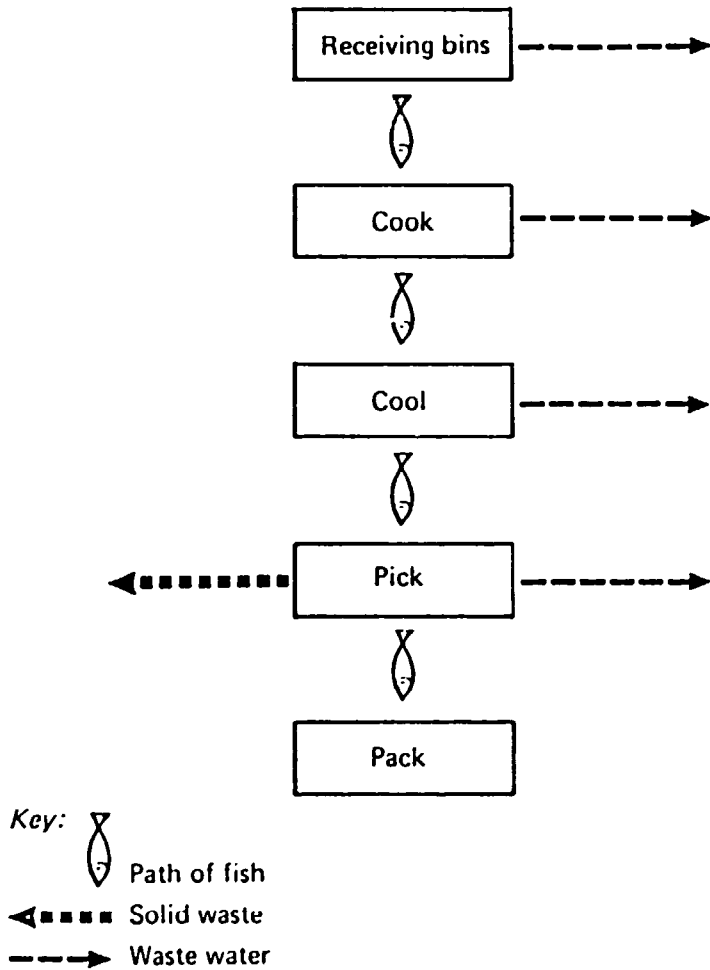 Receiving bins
Cook
Cool
Pick
Pack
Key:
Path of fish
Solid waste
Waste water